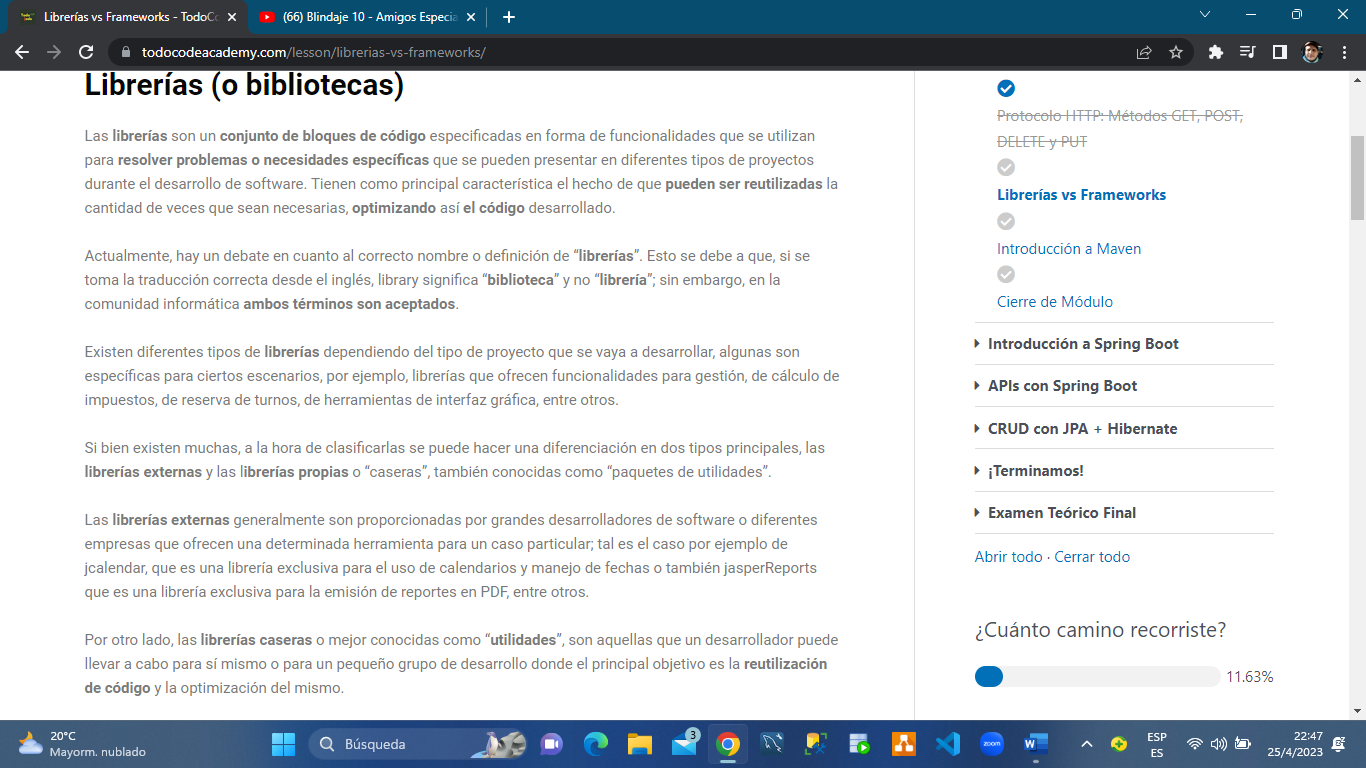 Librerías vs Frameworks - TodoCo
(66) Blindaje 10 - Amigos Especia
todocodeacademy.com/lesson/librerias-vs-frameworks/
Librerías (o bibliotecas)
Las librerías son un conjunto de bloques de código especificadas en forma de funcionalidades que se utilizan
para resolver problemas o necesidades específicas que se pueden presentar en diferentes tipos de proyectos
durante el desarrollo de software. Tienen como principal característica el hecho de que pueden ser reutilizadas la
cantidad de veces que sean necesarias, optimizando así el código desarrollado.
Actualmente, hay un debate en cuanto al correcto nombre o definición de “librerías”. Esto se debe a que, si se
toma la traducción correcta desde el inglés, library significa “biblioteca” y no “librería”; sin embargo, en la
comunidad informática ambos términos son aceptados.
Existen diferentes tipos de librerías dependiendo del tipo de proyecto que se vaya a desarrollar, algunas son
específicas para ciertos escenarios, por ejemplo, librerías que ofrecen funcionalidades para gestión, de cálculo de
impuestos, de reserva de turnos, de herramientas de interfaz gráfica, entre otros.
Si bien existen muchas, a la hora de clasificarlas se puede hacer una diferenciación en dos tipos principales, las
librerías externas y las librerías propias o “caseras”, también conocidas como “paquetes de utilidades”.
Las librerías externas generalmente son proporcionadas por grandes desarrolladores de software o diferentes
empresas que ofrecen una determinada herramienta para un caso particular; tal es el caso por ejemplo de
jcalendar, que es una librería exclusiva para el uso de calendarios y manejo de fechas o también jasperReports
que es una librería exclusiva para la emisión de reportes en PDF, entre otros.
Por otro lado, las librerías caseras o mejor conocidas como “utilidades”, son aquellas que un desarrollador puede
llevar a cabo para sí mismo o para un pequeño grupo de desarrollo donde el principal objetivo es la reutilización
de código y la optimización del mismo.
Protocolo HTTP: Métodos GET, POST,
DELETE y PUT
Librerías vs Frameworks
Introducción a Maven
Cierre de Módulo
Introducción a Spring Boot
APIs con Spring Boot
CRUD con JPA + Hibernate
¡Terminamos!
Examen Teórico Final
Abrir todo · Cerrar todo
¿Cuánto camino recorriste?
11.63%
20°C
Mayorm. nublado
Búsqueda
3
zoom
ESP
ES
22:47
25/4/2023